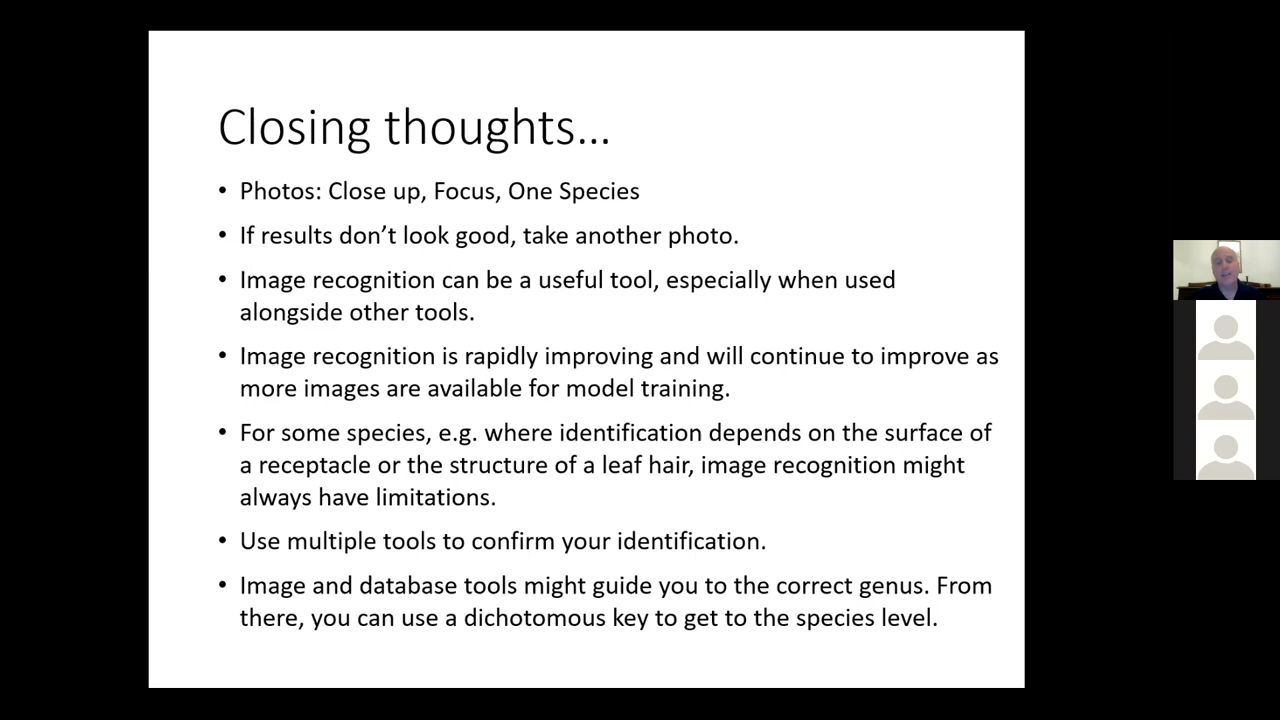 Closing thoughts…
• Photos: Close up, Focus, One Species
• If results don’t look good, take another photo.
• Image recognition can be a useful tool, especially when used
alongside other tools.
• Image recognition is rapidly improving and will continue to improve as
more images are available for model training.
• For some species, e.g. where identification depends on the surface of
a receptacle or the structure of a leaf hair, image recognition might
always have limitations.
• Use multiple tools to confirm your identification.
• Image and database tools might guide you to the correct genus. From
there, you can use a dichotomous key to get to the species level.